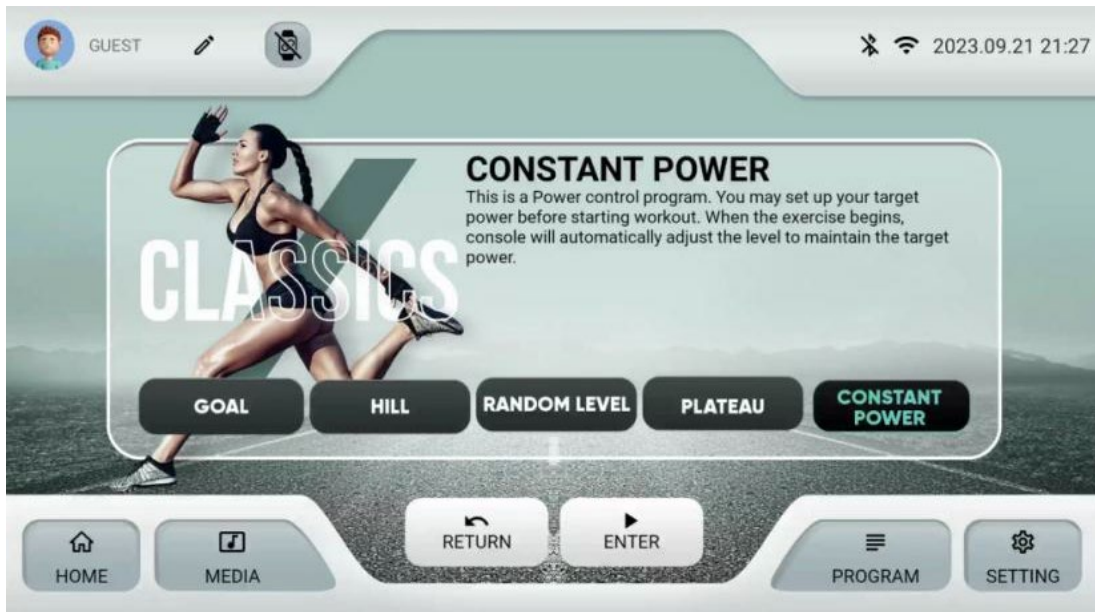 GUEST
2023.09.21 21:27
CONSTANT POWER
This is a Power control program. You may set up your target
power before starting workout. When the exercise begins,
console will automatically adjust the level to maintain the target
power.
X
CLASSICS
GOAL
HILL
RANDOM LEVEL
PLATEAU
CONSTANT
POWER
RETURN
ENTER
HOME
MEDIA
PROGRAM
SETTING